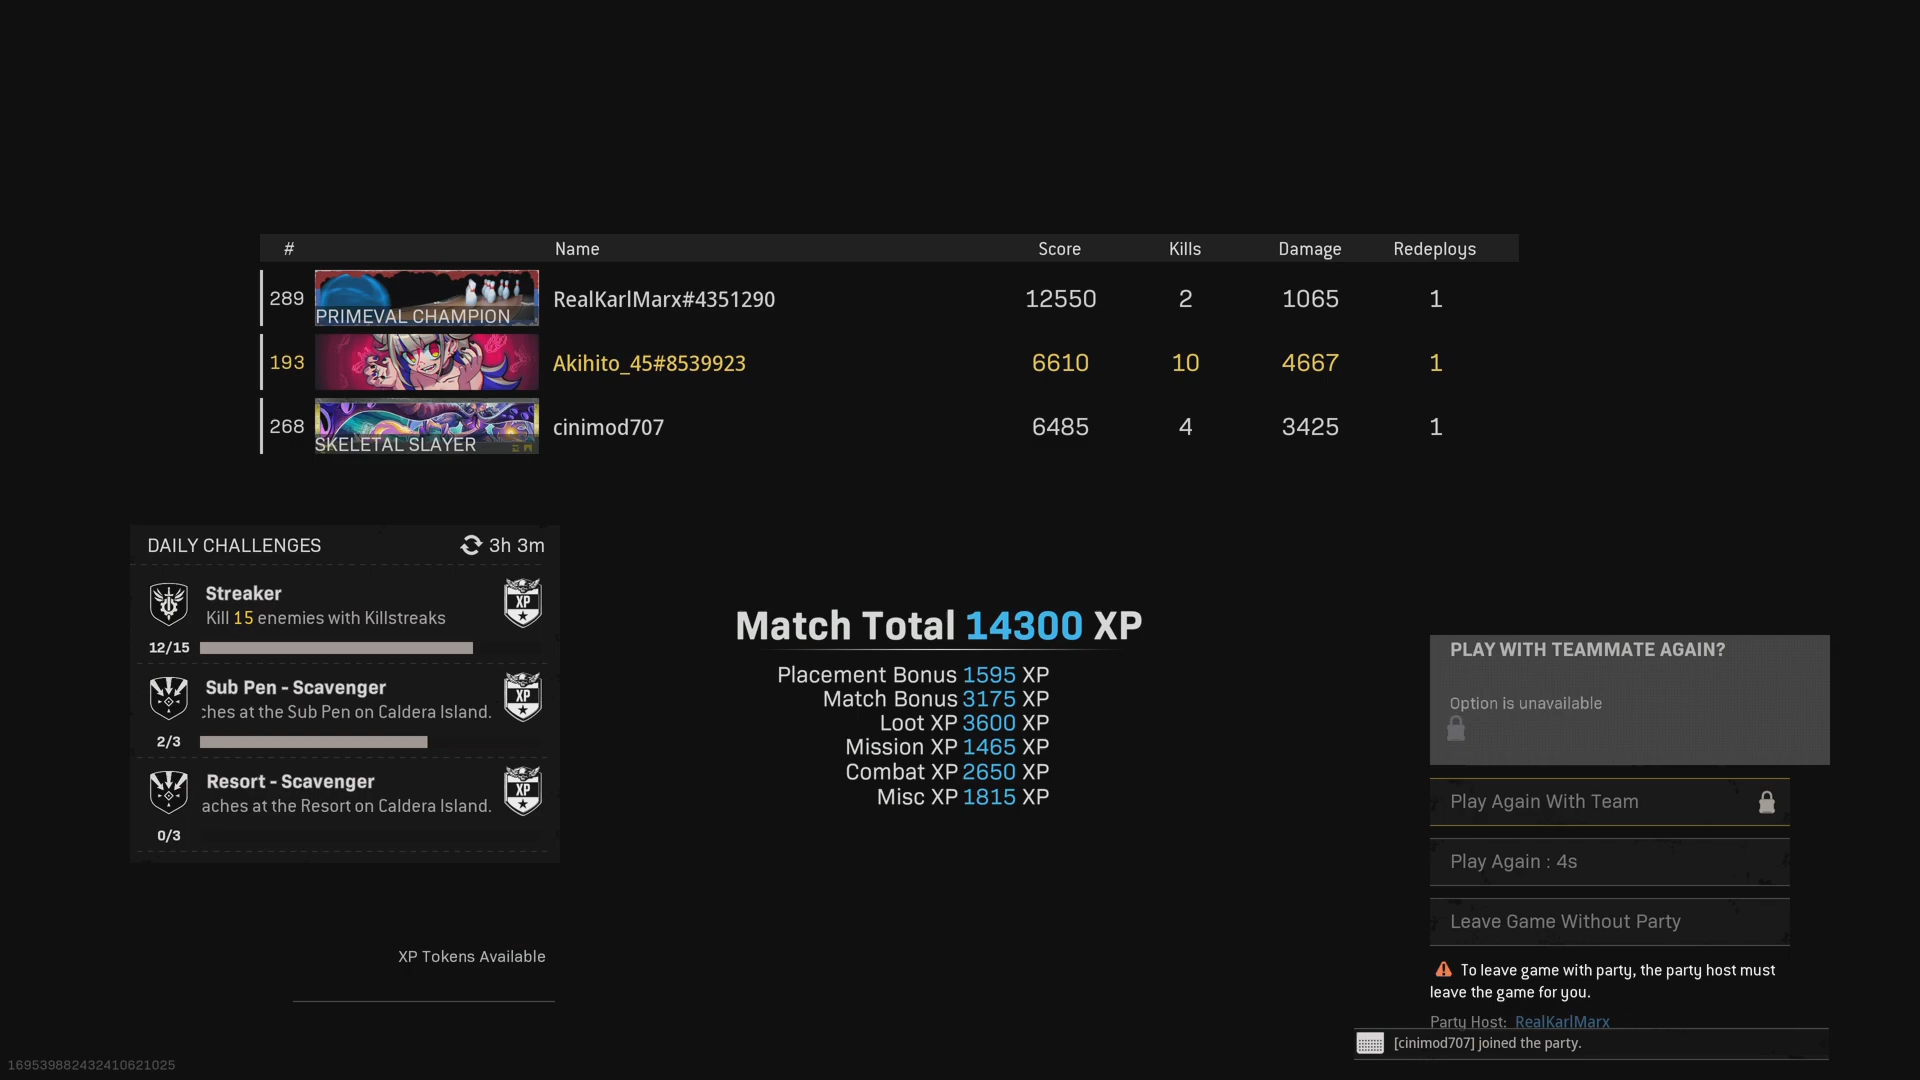 # Name Score Kills Damage Redeploys
289 PRIMEVAL CHAMPION RealKarlMarx#4351290 12550 2 1065 1
193 Akihito_45#8539923 6610 10 4667 1
268 SKELETAL SLAYER cinimod707 6485 4 3425 1
DAILY CHALLENGES 3h 3m
Streaker
Kill 15 enemies with Killstreaks
XP
12/15
Sub Pen - Scavenger
ches at the Sub Pen on Caldera Island.
XP
2/3
Resort - Scavenger
aches at the Resort on Caldera Island.
XP
0/3
XP Tokens Available
Match Total 14300 XP
Placement Bonus 1595 XP
Match Bonus 3175 XP
Loot XP 3600 XP
Mission XP 1465 XP
Combat XP 2650 XP
Misc XP 1815 XP
PLAY WITH TEAMMATE AGAIN?
Option is unavailable
Play Again With Team
Play Again : 4s
Leave Game Without Party
To leave game with party, the party host must
leave the game for you.
Party Host: RealKarlMarx
[cinimod707] joined the party.
169539882432410621025